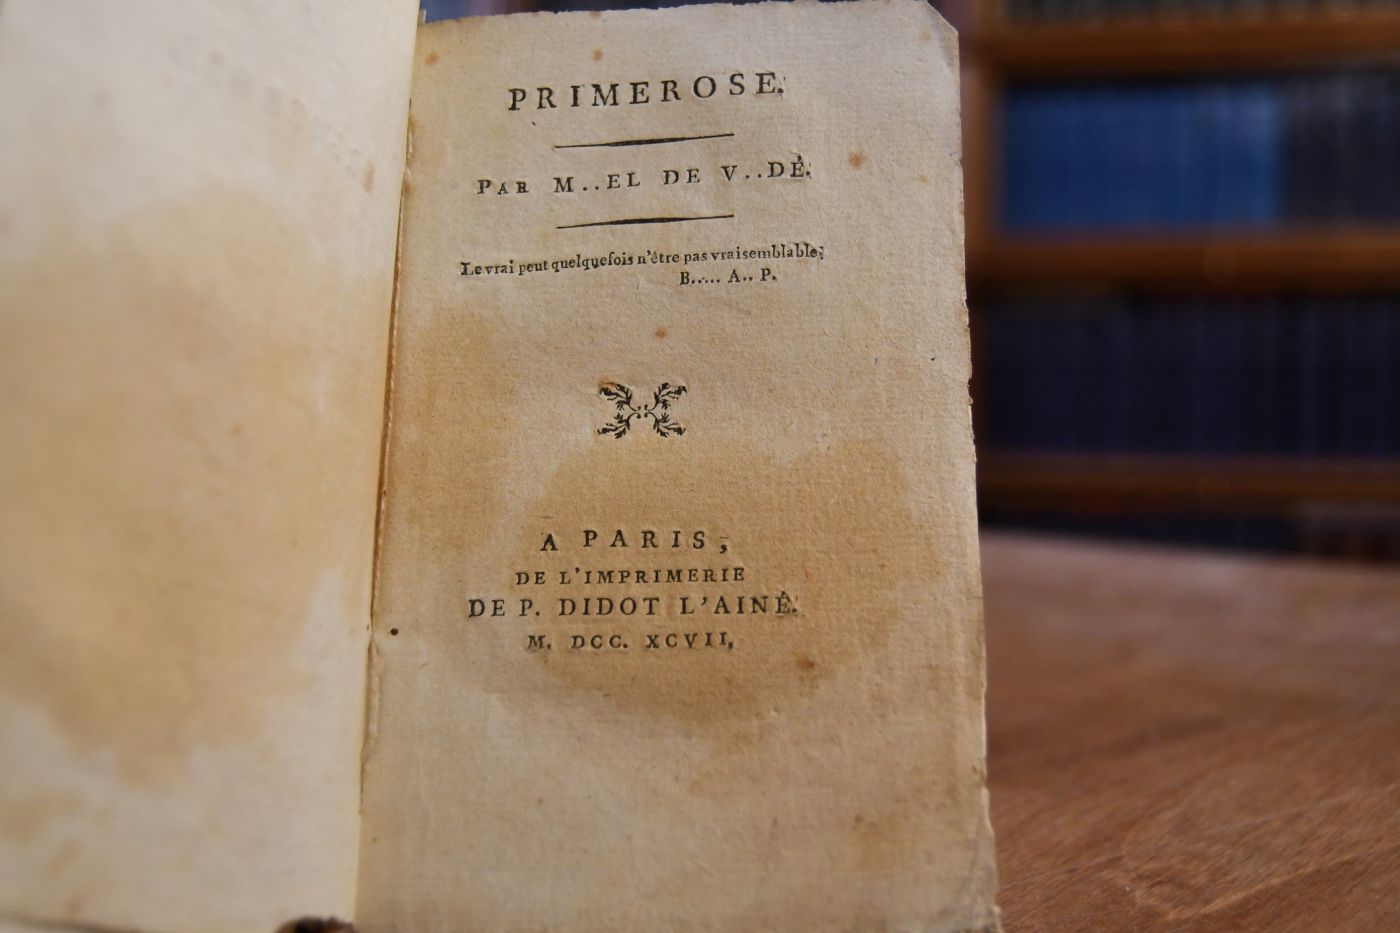 PRIMEROSE.
PAR M..EL DE V..DÉ.
Le vrai peut quelquefois n'être pas vraisemblable;
B..... A.. P.
A PARIS,
DE L'IMPRIMERIE
DE P. DIDOT L'AINÉ.
M. DCC. XCVII,